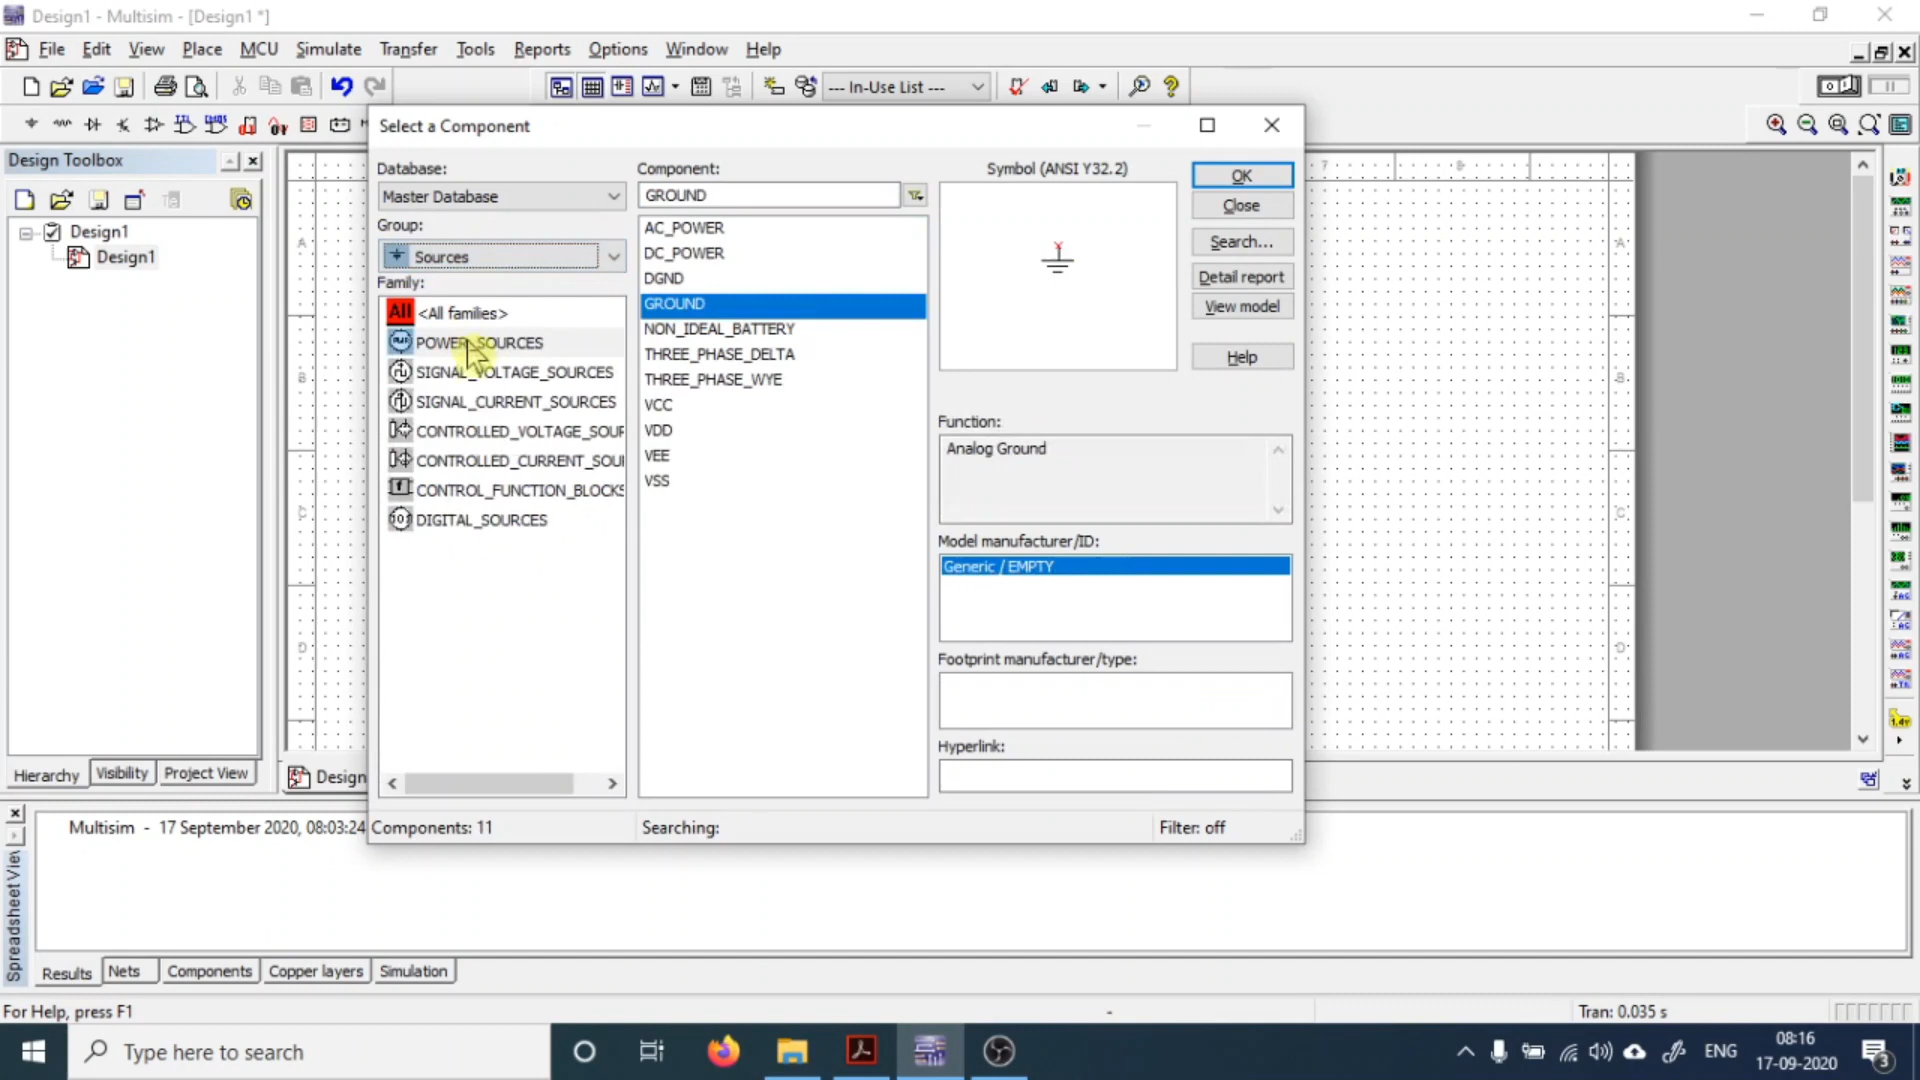 Design1 - Multisim - [Design1 *]
File Edit View Place MCU Simulate Transfer Tools Reports Options Window Help
--- In-Use List ---
Design Toolbox
Design1
Design1
Hierarchy Visibility Project View
Design
Select a Component
Database:
Master Database
Group:
Sources
Family:
All <All families>
POWER_SOURCES
SIGNAL_VOLTAGE_SOURCES
SIGNAL_CURRENT_SOURCES
CONTROLLED_VOLTAGE_SOUR
CONTROLLED_CURRENT_SOU
CONTROL_FUNCTION_BLOCKS
DIGITAL_SOURCES
Component:
GROUND
AC_POWER
DC_POWER
DGND
GROUND
NON_IDEAL_BATTERY
THREE_PHASE_DELTA
THREE_PHASE_WYE
VCC
VDD
VEE
VSS
Symbol (ANSI Y32.2)
OK
Close
Search...
Detail report
View model
Help
Function:
Analog Ground
Model manufacturer/ID:
Generic / EMPTY
Footprint manufacturer/type:
Hyperlink:
Components: 11 Searching: Filter: off
7 8
A
B
C
D
A
B
C
D
Multisim - 17 September 2020, 08:03:24
Spreadsheet View
Results Nets Components Copper layers Simulation
For Help, press F1
- Tran: 0.035 s
Type here to search
ENG
08:16
17-09-2020
3